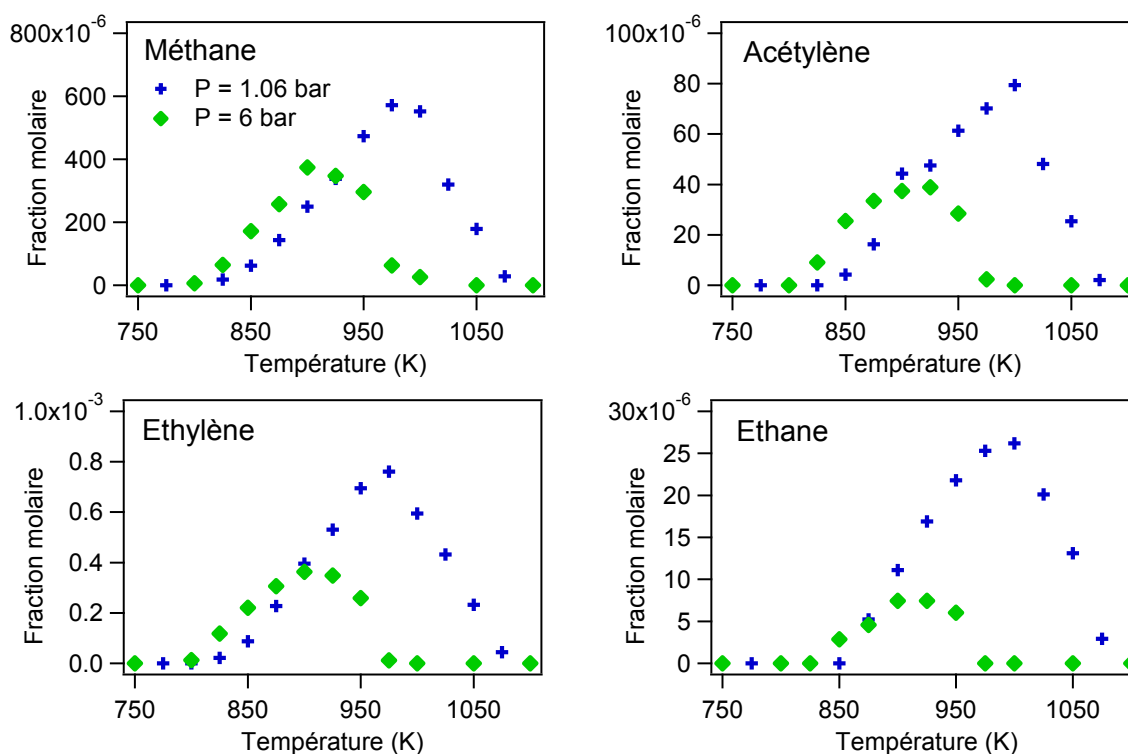 800x10-6
600
400
200
0
Fraction molaire
Méthane
P = 1.06 bar
P = 6 bar
750
850
950
1050
Température (K)
100x10-6
80
60
40
20
0
Fraction molaire
Acétylène
750
850
950
1050
Température (K)
1.0x10-3
0.8
0.6
0.4
0.2
0.0
Fraction molaire
Ethylène
750
850
950
1050
Température (K)
30x10-6
25
20
15
10
5
0
Fraction molaire
Ethane
750
850
950
1050
Température (K)